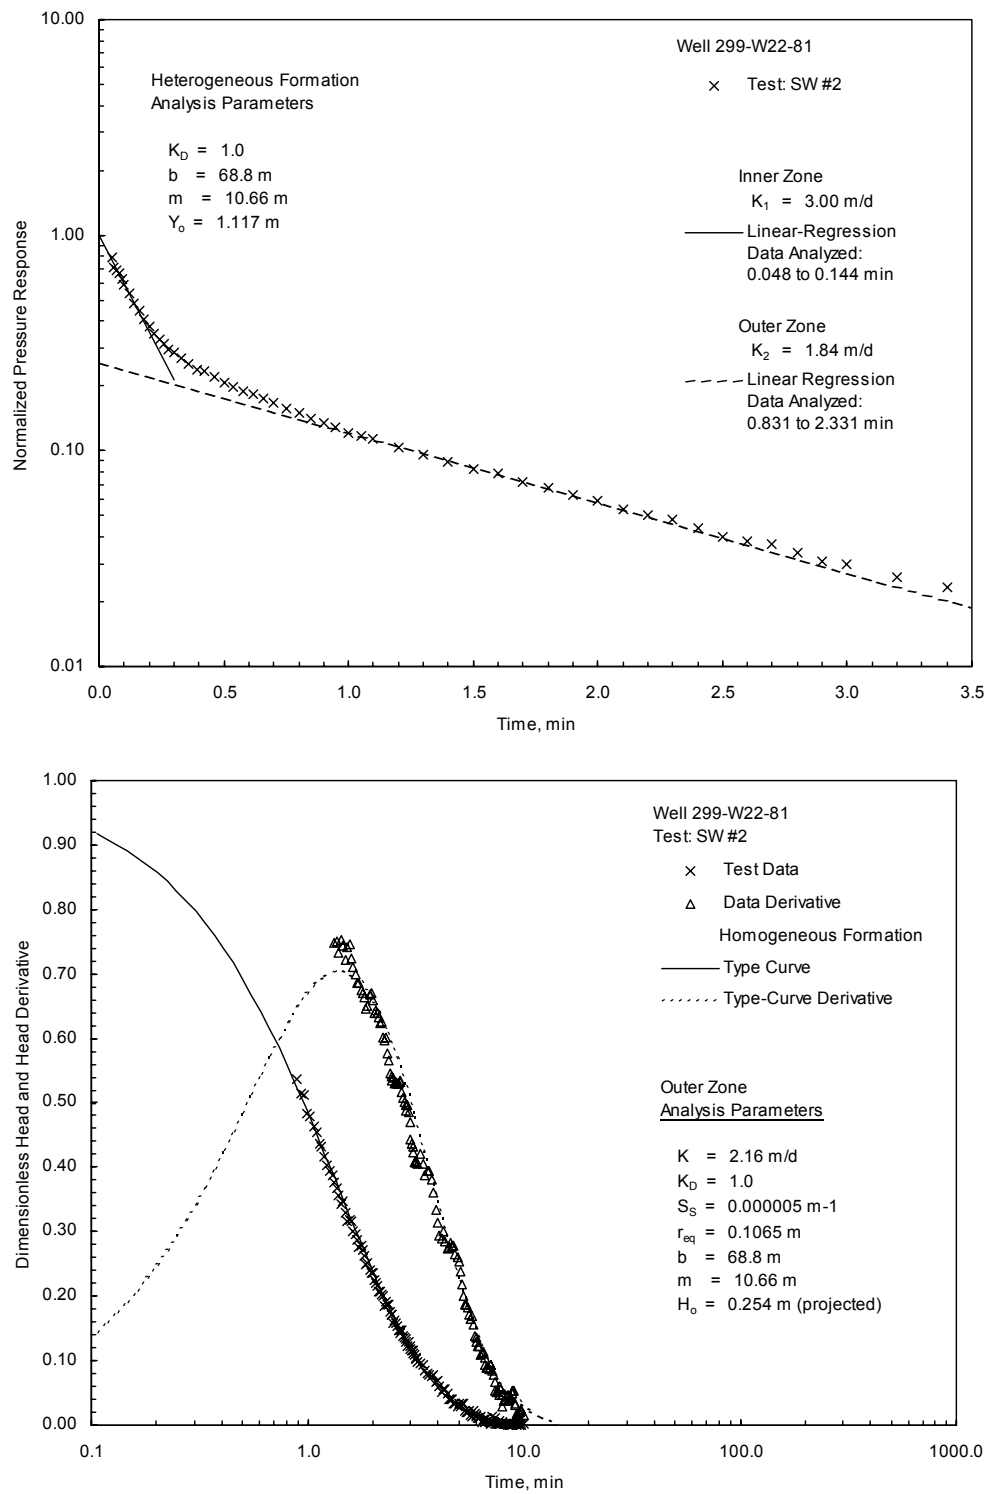 10.00
1.00
0.10
0.01
Normalized Pressure Response
Heterogeneous Formation
Analysis Parameters
K_D = 1.0
b = 68.8 m
m = 10.66 m
Y_o = 1.117 m
Well 299-W22-81
× Test: SW #2
Inner Zone
K_1 = 3.00 m/d
Linear-Regression
Data Analyzed:
0.048 to 0.144 min
Outer Zone
K_2 = 1.84 m/d
Linear Regression
Data Analyzed:
0.831 to 2.331 min
0.0 0.5 1.0 1.5 2.0 2.5 3.0 3.5
Time, min
1.00
0.90
0.80
0.70
0.60
0.50
0.40
0.30
0.20
0.10
0.00
Dimensionless Head and Head Derivative
Well 299-W22-81
Test: SW #2
× Test Data
Δ Data Derivative
Homogeneous Formation
Type Curve
Type-Curve Derivative
Outer Zone
Analysis Parameters
K = 2.16 m/d
K_D = 1.0
S_S = 0.000005 m-1
r_eq = 0.1065 m
b = 68.8 m
m = 10.66 m
H_o = 0.254 m (projected)
0.1 1.0 10.0 100.0 1000.0
Time, min